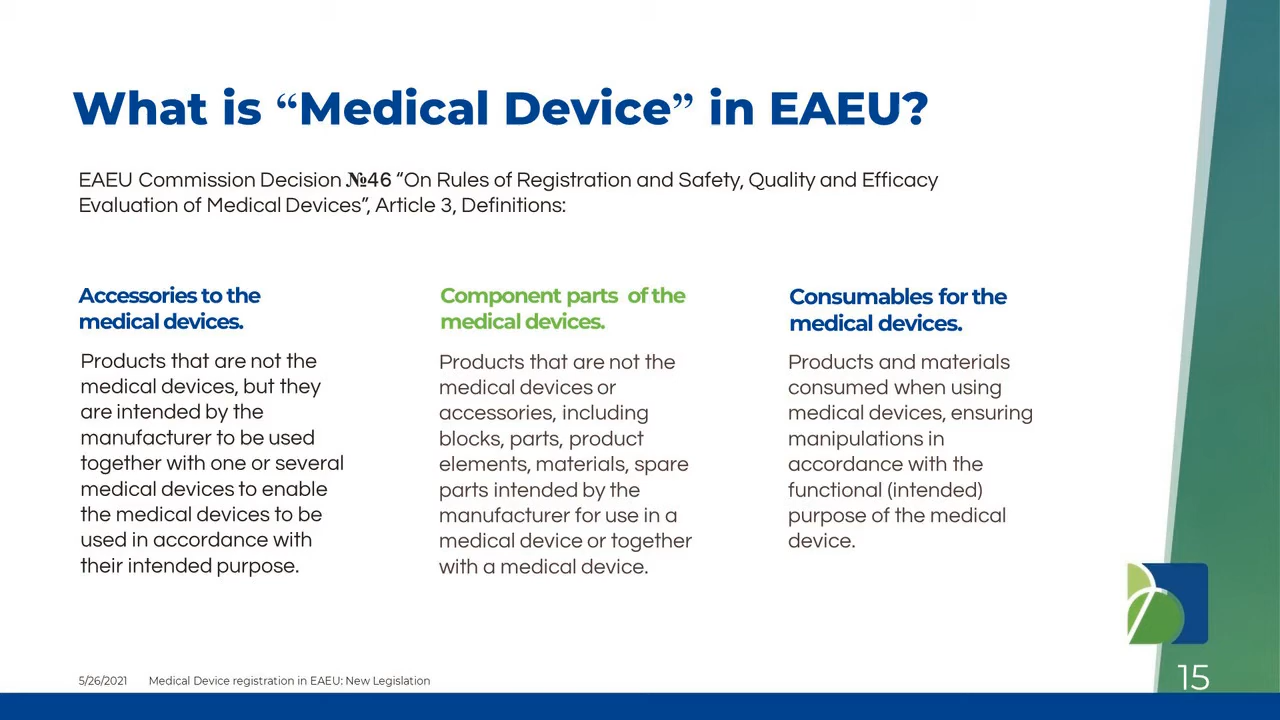 What is “Medical Device” in EAEU?
EAEU Commission Decision №46 “On Rules of Registration and Safety, Quality and Efficacy
Evaluation of Medical Devices”, Article 3, Definitions:
Accessories to the
medical devices.
Products that are not the
medical devices, but they
are intended by the
manufacturer to be used
together with one or several
medical devices to enable
the medical devices to be
used in accordance with
their intended purpose.
Component parts of the
medical devices.
Products that are not the
medical devices or
accessories, including
blocks, parts, product
elements, materials, spare
parts intended by the
manufacturer for use in a
medical device or together
with a medical device.
Consumables for the
medical devices.
Products and materials
consumed when using
medical devices, ensuring
manipulations in
accordance with the
functional (intended)
purpose of the medical
device.
5/26/2021 Medical Device registration in EAEU: New Legislation
15